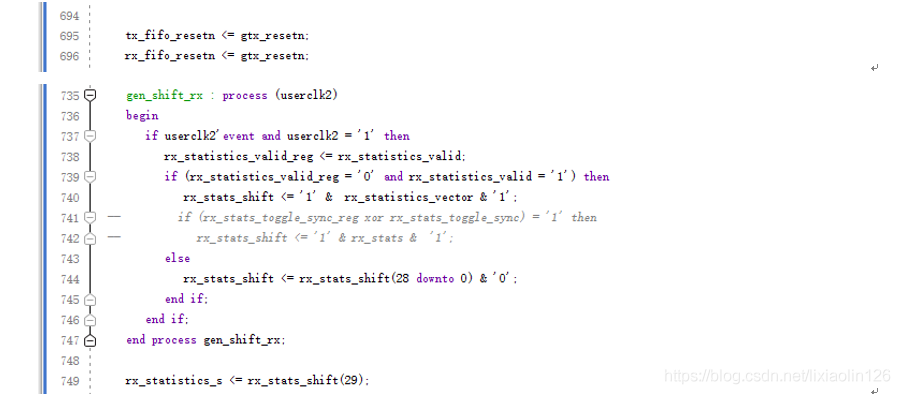 694
695 tx_fifo_resetn <= gtx_resetn;
696 rx_fifo_resetn <= gtx_resetn;
735 gen_shift_rx : process (userclk2)
736 begin
737 if userclk2'event and userclk2 = '1' then
738 rx_statistics_valid_reg <= rx_statistics_valid;
739 if (rx_statistics_valid_reg = '0' and rx_statistics_valid = '1') then
740 rx_stats_shift <= '1' & rx_statistics_vector & '1';
741 -- if (rx_stats_toggle_sync_reg xor rx_stats_toggle_sync) = '1' then
742 -- rx_stats_shift <= '1' & rx_stats & '1';
743 else
744 rx_stats_shift <= rx_stats_shift(28 downto 0) & '0';
745 end if;
746 end if;
747 end process gen_shift_rx;
748
749 rx_statistics_s <= rx_stats_shift(29);
https://blog.csdn.net/lixiaolin126